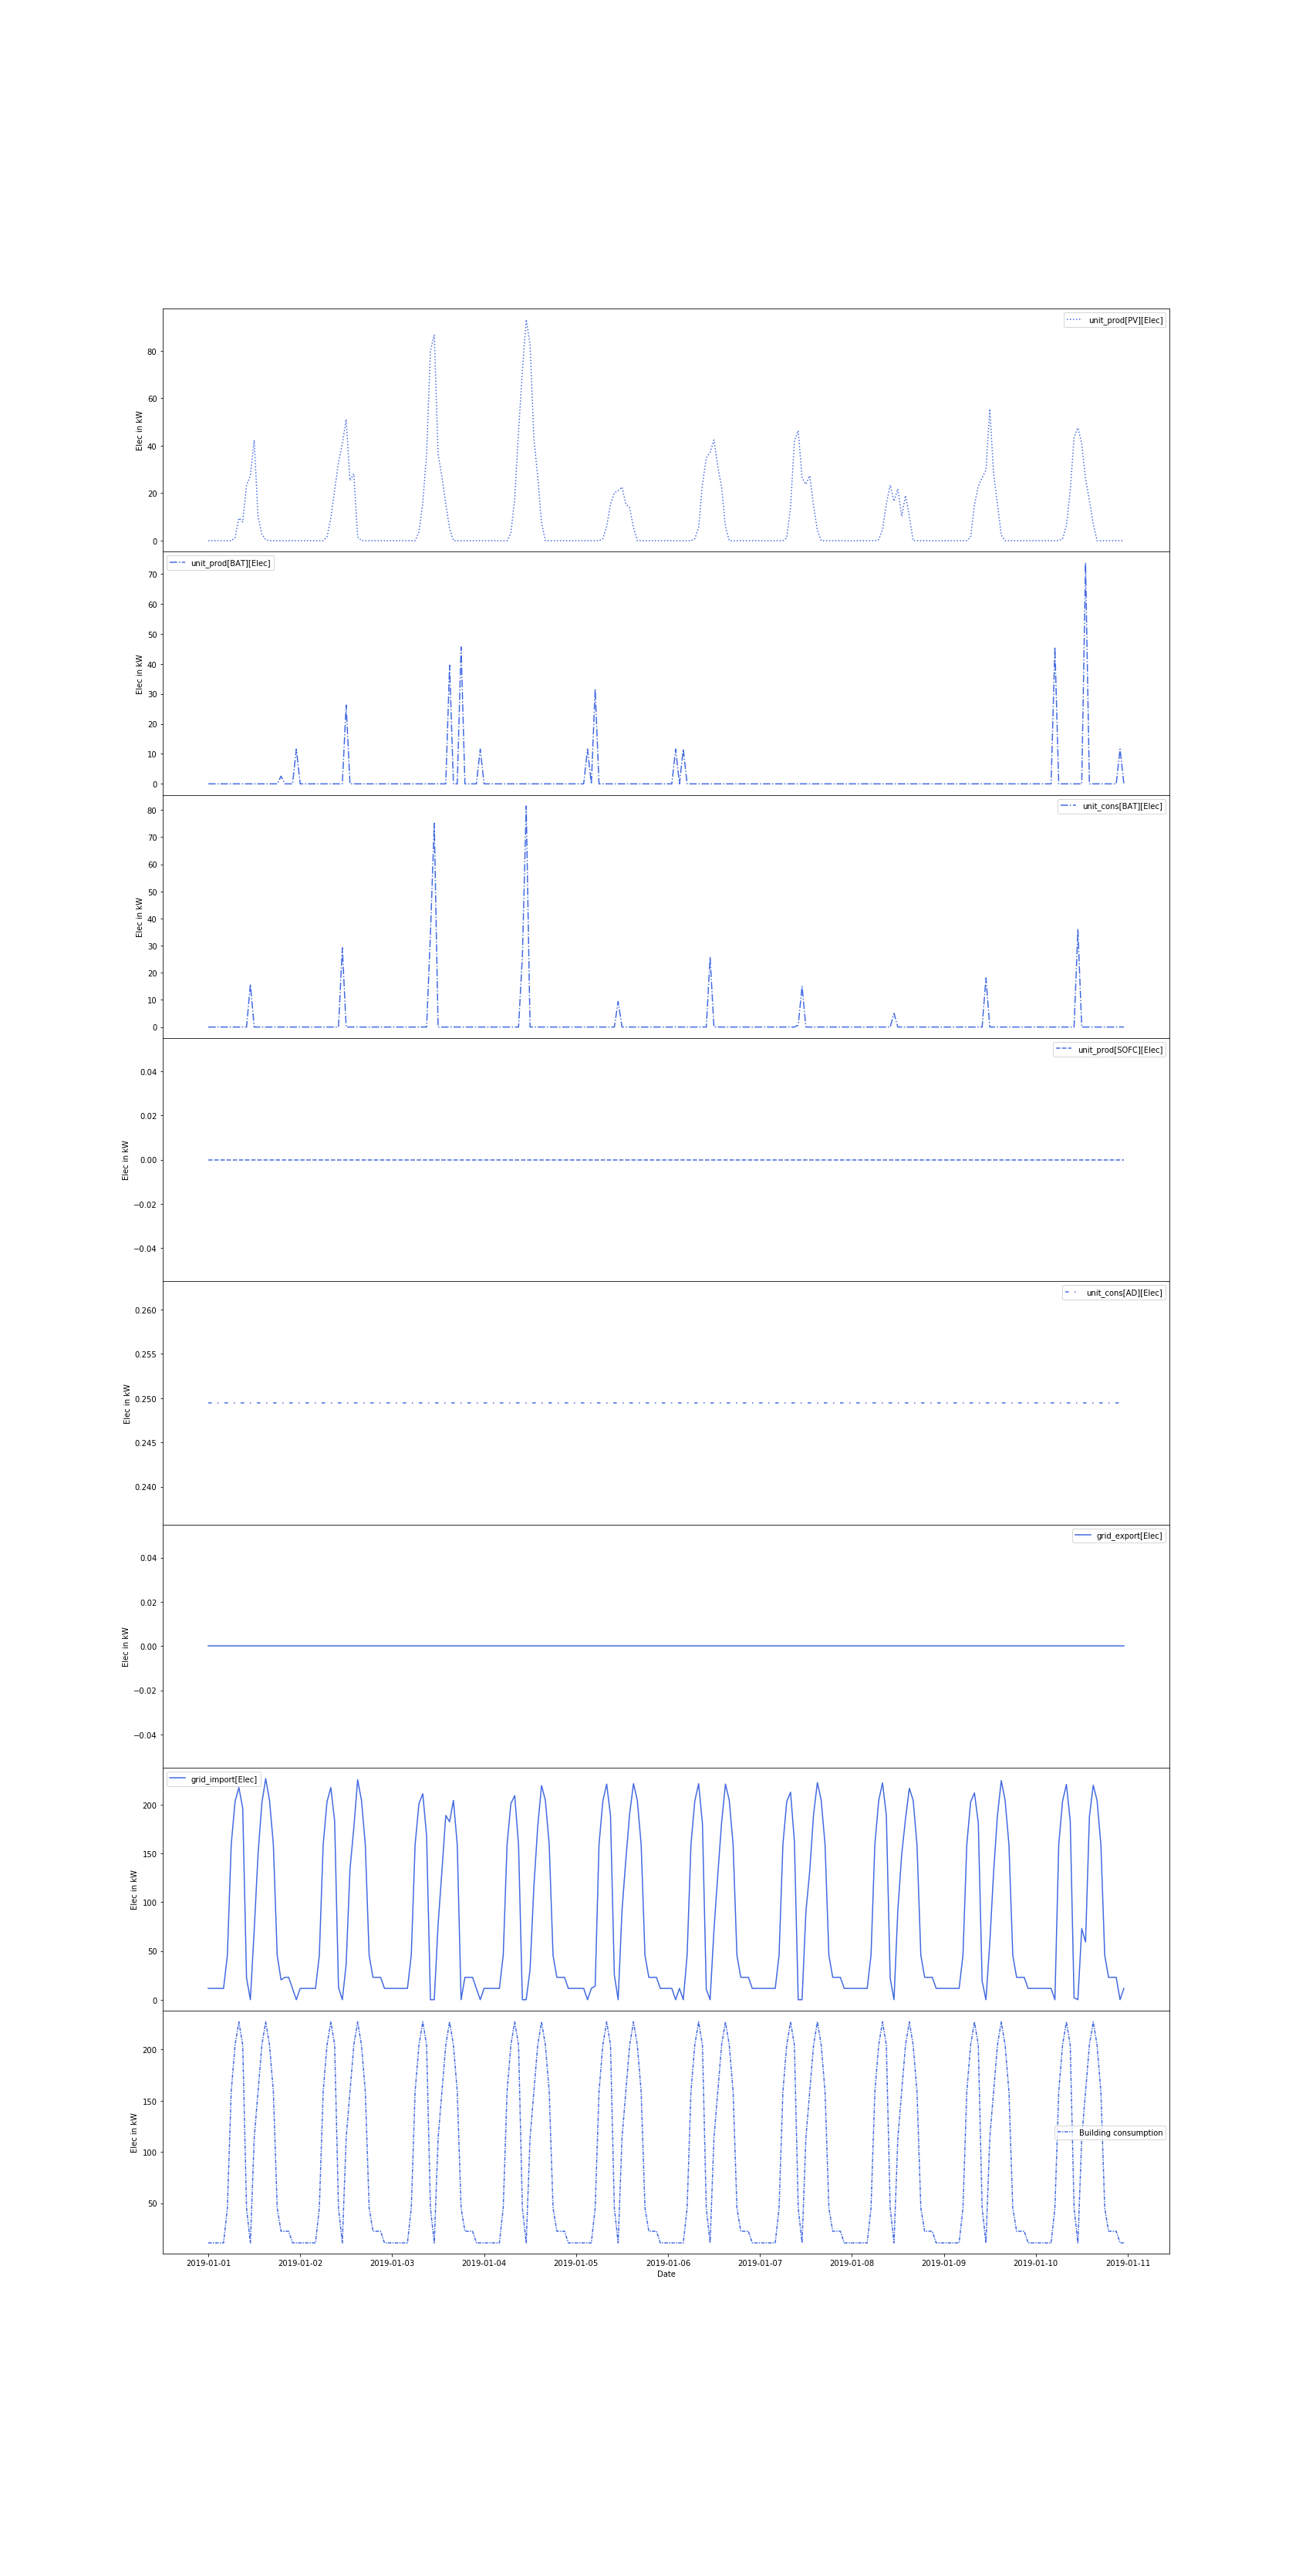 unit_prod[PV][Elec]
80
60
40
20
0
Elec in kW
unit_prod[BAT][Elec]
70
60
50
40
30
20
10
0
Elec in kW
unit_cons[BAT][Elec]
80
70
60
50
40
30
20
10
0
Elec in kW
unit_prod[SOFC][Elec]
0.04
0.02
0.00
−0.02
−0.04
Elec in kW
unit_cons[AD][Elec]
0.260
0.255
0.250
0.245
0.240
Elec in kW
grid_export[Elec]
0.04
0.02
0.00
−0.02
−0.04
Elec in kW
grid_import[Elec]
200
150
100
50
0
Elec in kW
Building consumption
200
150
100
50
Elec in kW
2019-01-01 2019-01-02 2019-01-03 2019-01-04 2019-01-05 2019-01-06 2019-01-07 2019-01-08 2019-01-09 2019-01-10 2019-01-11
Date